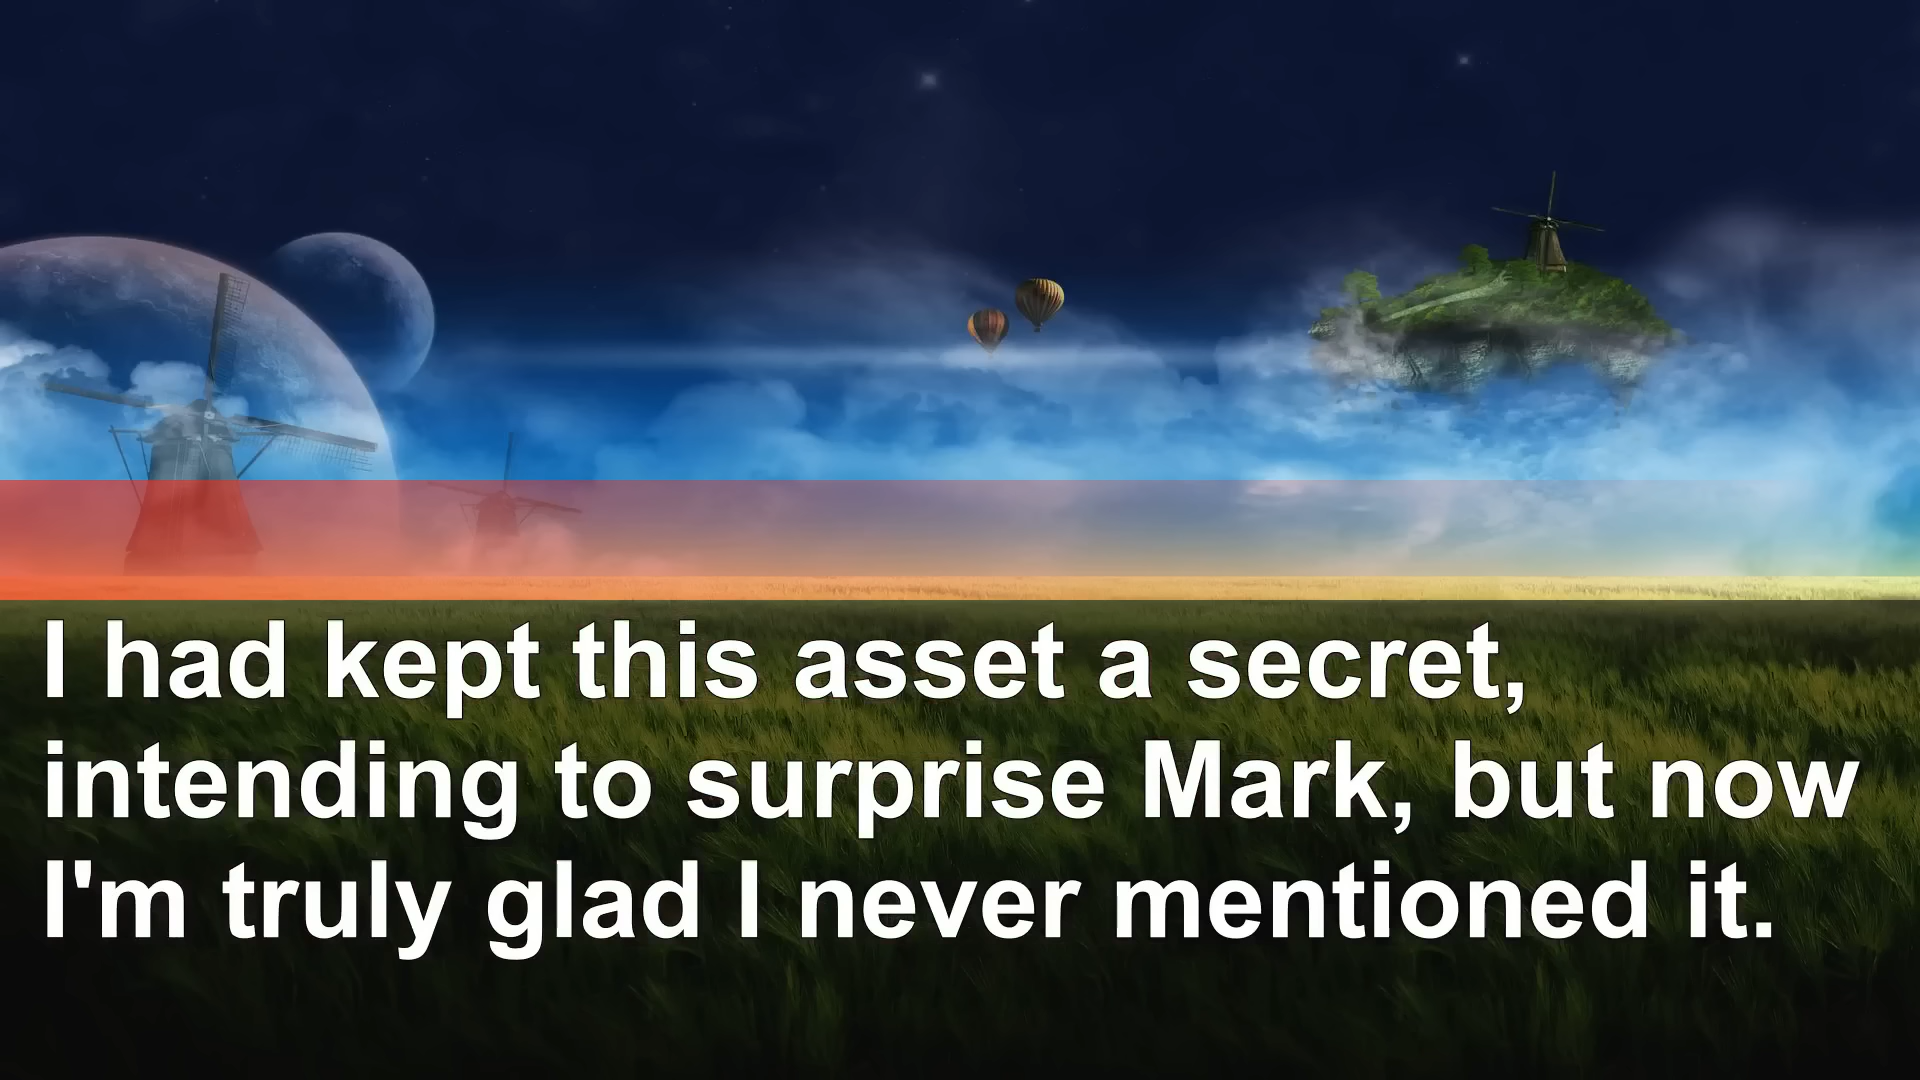 I had kept this asset a secret,
intending to surprise Mark, but now
I'm truly glad I never mentioned it.